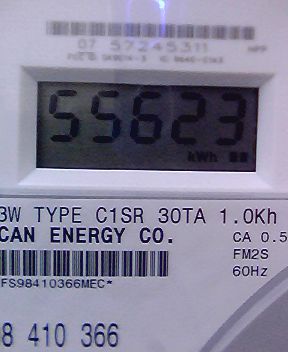 07 57245311
55623
kWh
3W TYPE C1SR 30TA 1.0Kh
CAN ENERGY CO.
CA 0.5
FM2S
60Hz
FS98410366MEC*
8 410 366